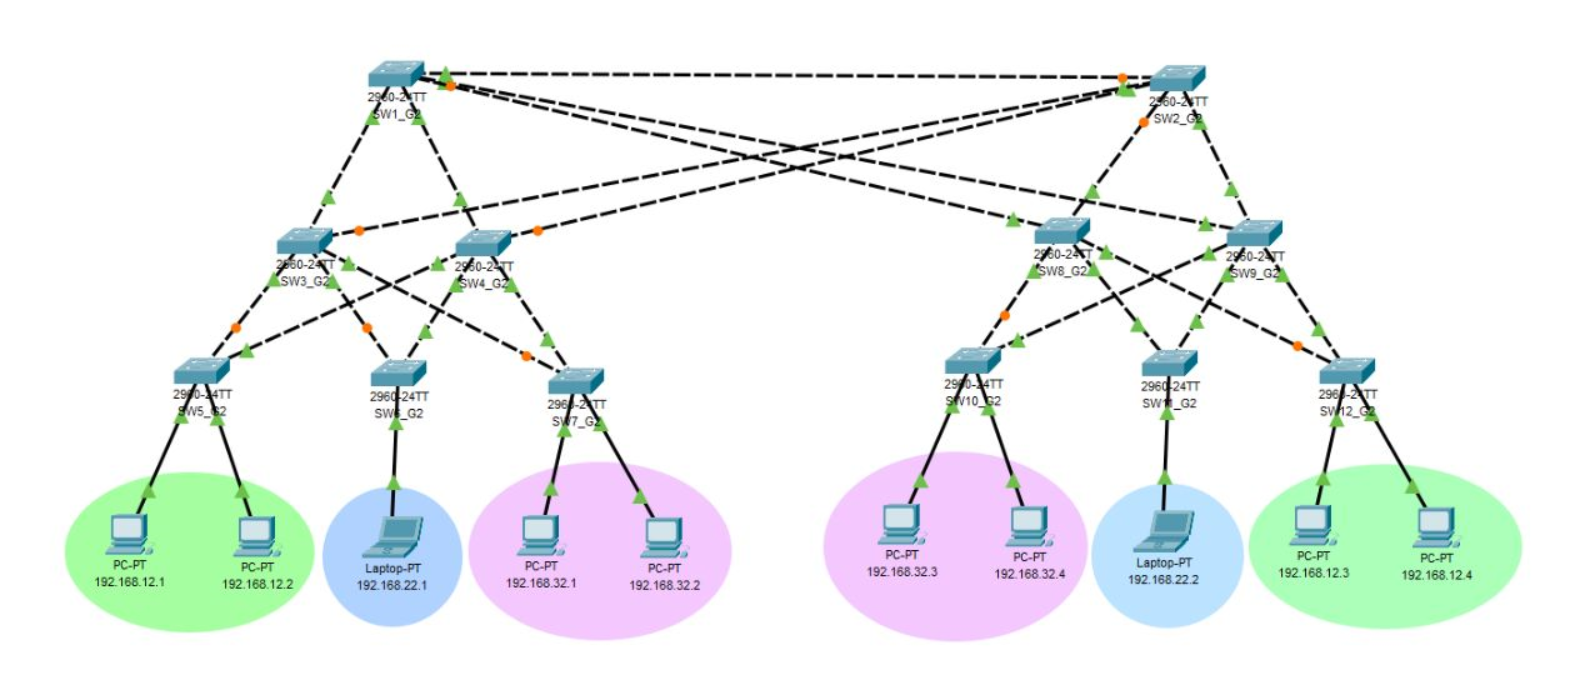 2960-24TT
SW1_G2
2960-24TT
SW2_G2
2960-24TT
SW3_G2
2960-24TT
SW4_G2
2960-24TT
SW8_G2
2960-24TT
SW9_G2
2960-24TT
SW5_G2
2960-24TT
SW6_G2
2960-24TT
SW7_G2
2960-24TT
SW10_G2
2960-24TT
SW11_G2
2960-24TT
SW12_G2
PC-PT
192.168.12.1
PC-PT
192.168.12.2
Laptop-PT
192.168.22.1
PC-PT
192.168.32.1
PC-PT
192.168.32.2
PC-PT
192.168.32.3
PC-PT
192.168.32.4
Laptop-PT
192.168.22.2
PC-PT
192.168.12.3
PC-PT
192.168.12.4